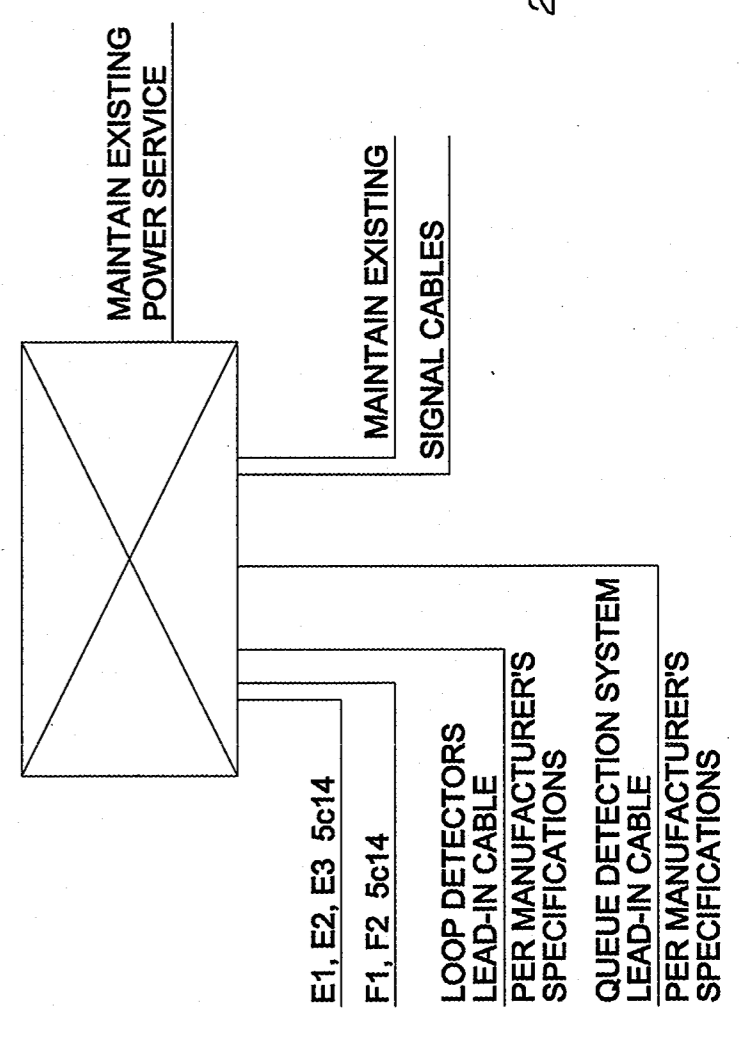 MAINTAIN EXISTING
POWER SERVICE
MAINTAIN EXISTING
SIGNAL CABLES
E1, E2, E3 5c14
F1, F2 5c14
LOOP DETECTORS
LEAD-IN CABLE
PER MANUFACTURER'S
SPECIFICATIONS
QUEUE DETECTION SYSTEM
LEAD-IN CABLE
PER MANUFACTURER'S
SPECIFICATIONS